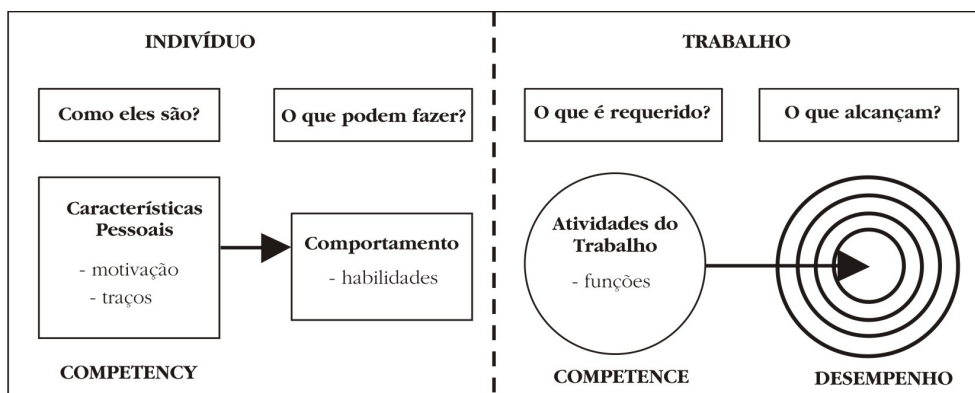 INDIVÍDUO
TRABALHO
Como eles são?
O que podem fazer?
O que é requerido?
O que alcançam?
Características
Pessoais
- motivação
- traços
Comportamento
- habilidades
Atividades do
Trabalho
- funções
COMPETENCY
COMPETENCE
DESEMPENHO